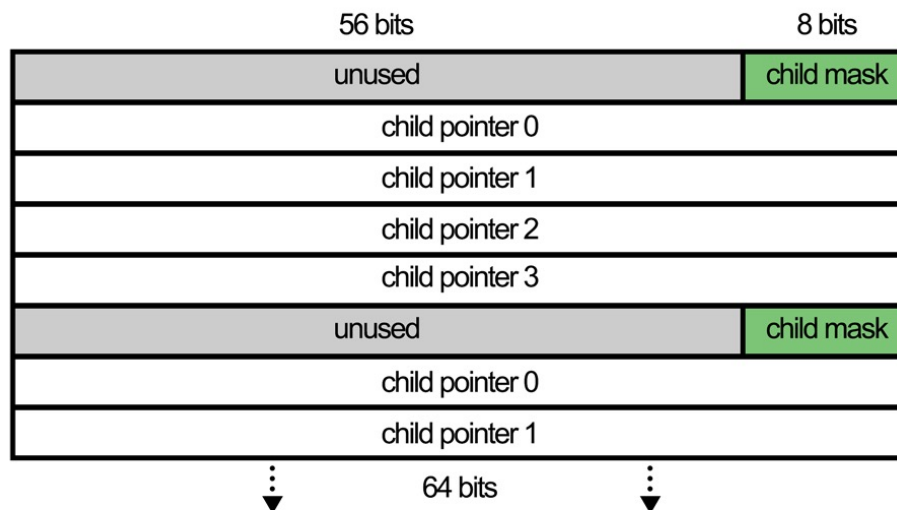 56 bits 8 bits
unused child mask
child pointer 0
child pointer 1
child pointer 2
child pointer 3
unused child mask
child pointer 0
child pointer 1
64 bits